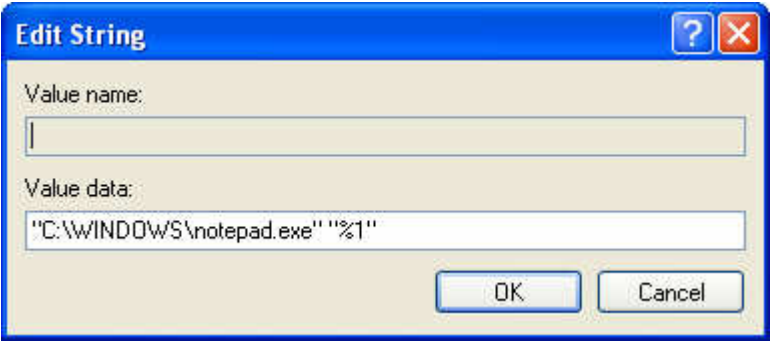 Edit String
Value name:
Value data:
"C:\WINDOWS\notepad.exe" "%1"
OK Cancel